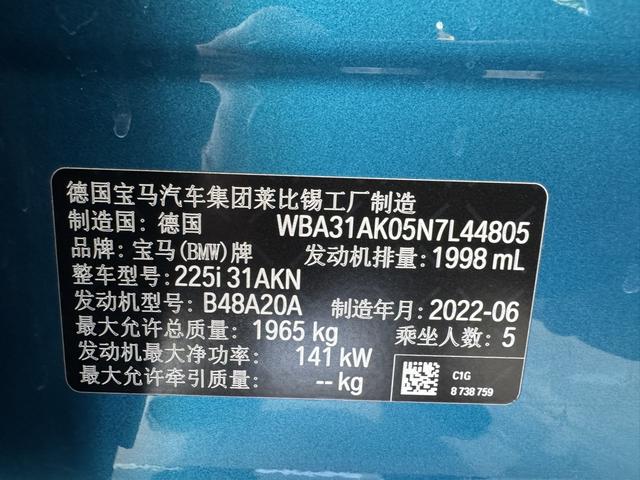 德国宝马汽车集团莱比锡工厂制造
制造国: 德国 WBA31AK05N7L44805
品牌: 宝马(BMW)牌 发动机排量: 1998 mL
整车型号: 225i 31AKN
发动机型号: B48A20A 制造年月: 2022-06
最大允许总质量: 1965 kg 乘坐人数: 5
发动机最大净功率: 141 kW
最大允许牵引质量: -- kg
C1G
8 738 759